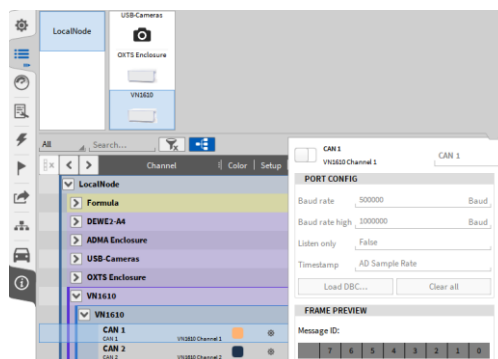 LocalNode
USB-Cameras
OXTS Enclosure
VN1610
All
Search...
Channel Color Setup
LocalNode
Formula
DEWE2-A4
ADMA Enclosure
USB-Cameras
OXTS Enclosure
VN1610
VN1610
CAN 1
CAN 1 VN1610 Channel 1
CAN 2
CAN 2 VN1610 Channel 2
CAN 1
VN1610 Channel 1
CAN 1
PORT CONFIG
Baud rate 500000 Baud
Baud rate high 1000000 Baud
Listen only False
Timestamp AD Sample Rate
Load DBC... Clear all
FRAME PREVIEW
Message ID:
7 6 5 4 3 2 1 0